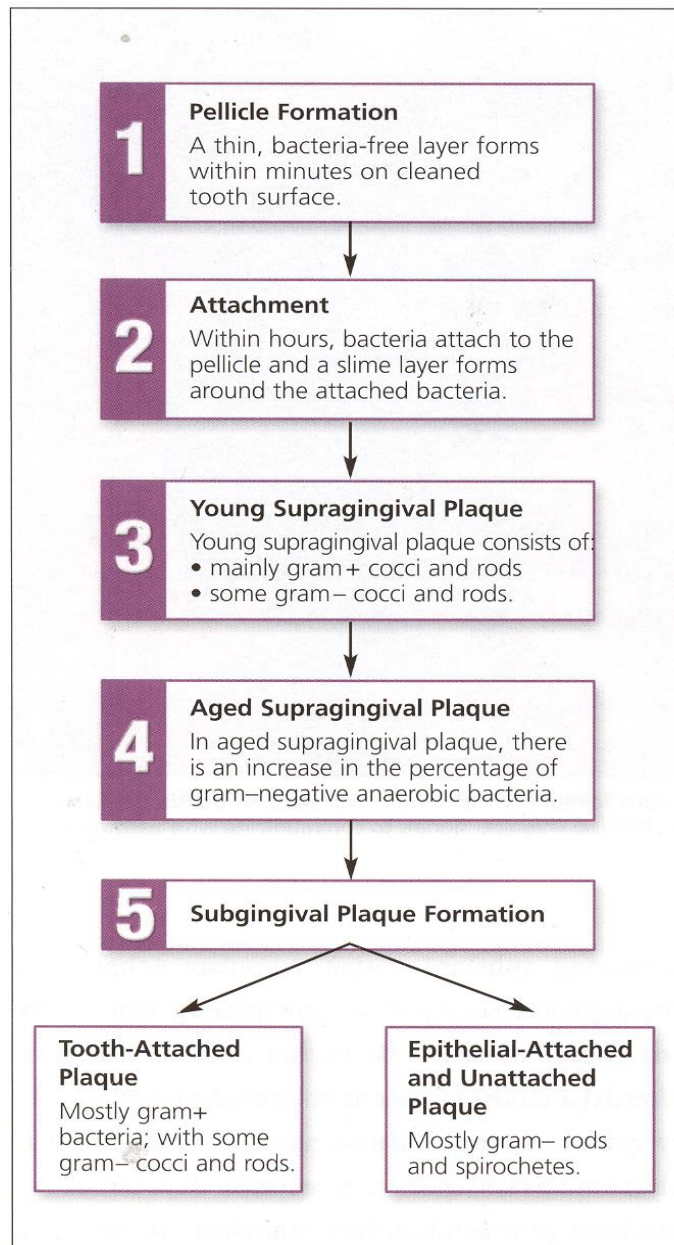 1
Pellicle Formation
A thin, bacteria-free layer forms
within minutes on cleaned
tooth surface.
2
Attachment
Within hours, bacteria attach to the
pellicle and a slime layer forms
around the attached bacteria.
3
Young Supragingival Plaque
Young supragingival plaque consists of:
• mainly gram+ cocci and rods
• some gram– cocci and rods.
4
Aged Supragingival Plaque
In aged supragingival plaque, there
is an increase in the percentage of
gram–negative anaerobic bacteria.
5
Subgingival Plaque Formation
Tooth-Attached
Plaque
Mostly gram+
bacteria; with some
gram– cocci and rods.
Epithelial-Attached
and Unattached
Plaque
Mostly gram– rods
and spirochetes.